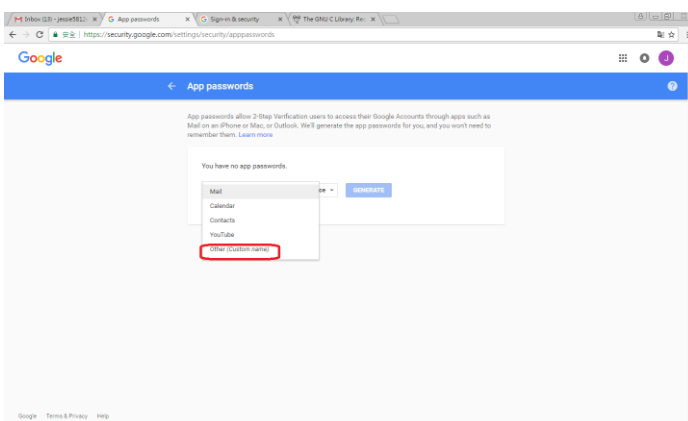 Inbox (13) - jessie5812
App passwords
Sign-in & security
The GNU C Library: Re
安全 https://security.google.com/settings/security/apppasswords
Google
J
App passwords
App passwords allow 2-Step Verification users to access their Google Accounts through apps such as
Mail on an iPhone or Mac, or Outlook. We'll generate the app passwords for you, and you won't need to
remember them. Learn more
You have no app passwords.
GENERATE
Mail
Calendar
Contacts
YouTube
Other (Custom name)
Google Terms & Privacy Help